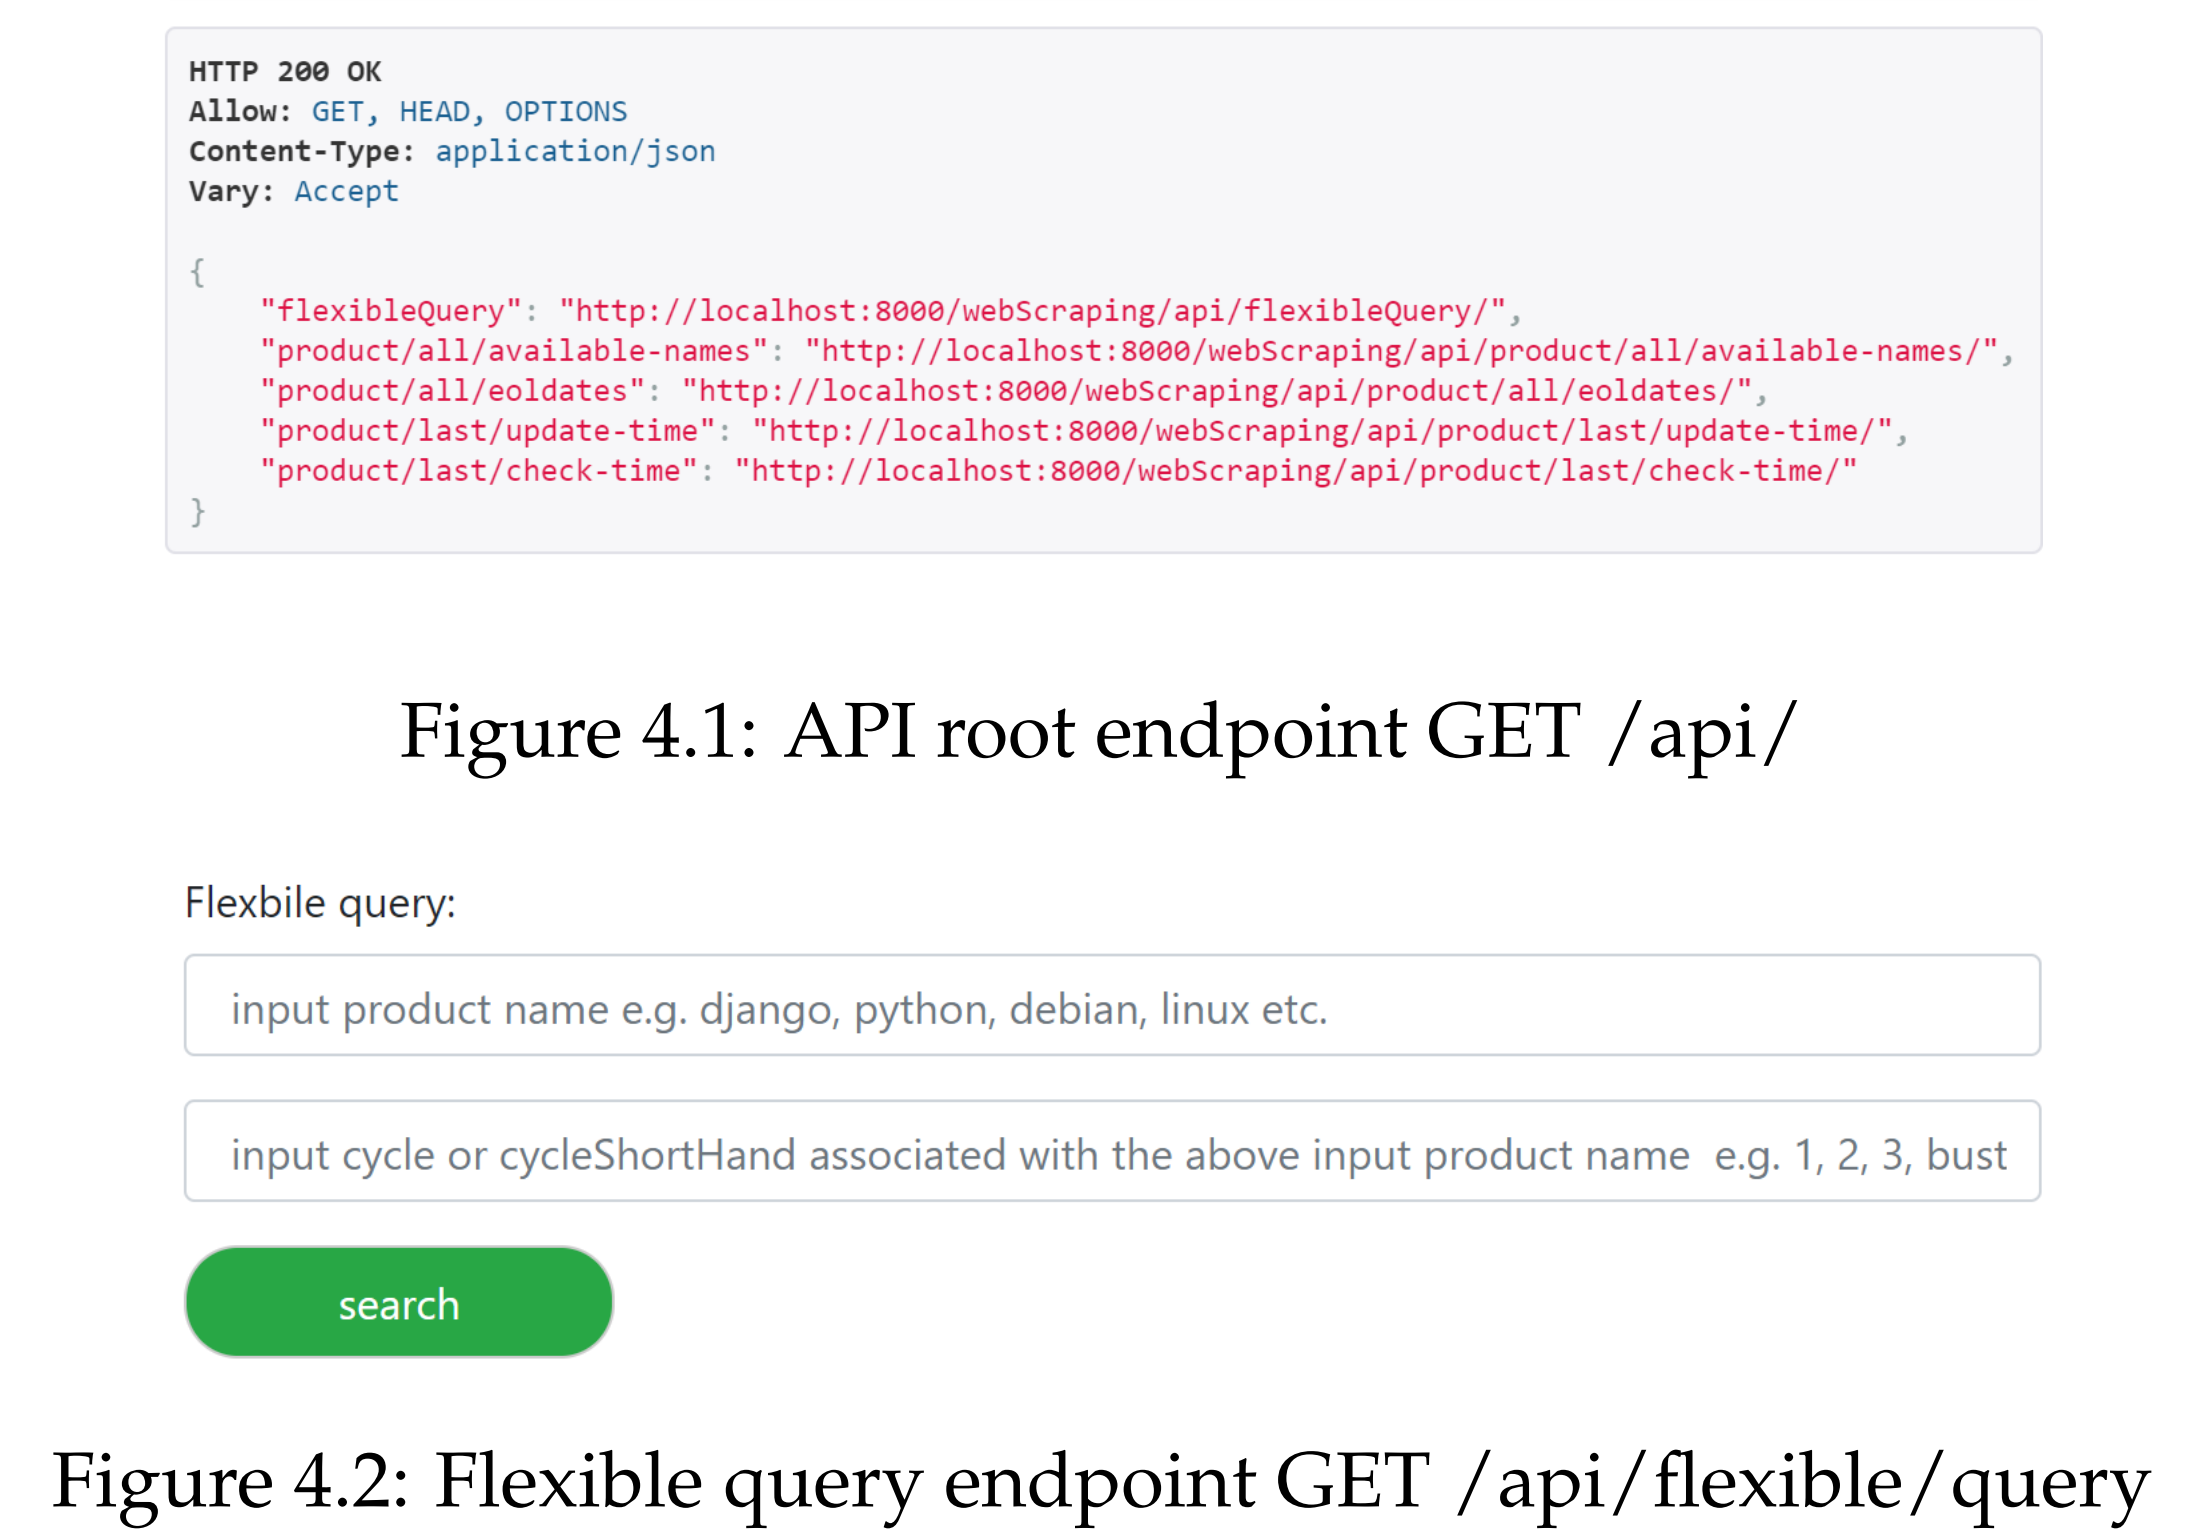 HTTP 200 OK
Allow: GET, HEAD, OPTIONS
Content-Type: application/json
Vary: Accept
{
"flexibleQuery": "http://localhost:8000/webScraping/api/flexibleQuery/",
"product/all/available-names": "http://localhost:8000/webScraping/api/product/all/available-names/",
"product/all/eoldates": "http://localhost:8000/webScraping/api/product/all/eoldates/",
"product/last/update-time": "http://localhost:8000/webScraping/api/product/last/update-time/",
"product/last/check-time": "http://localhost:8000/webScraping/api/product/last/check-time/"
}
Figure 4.1: API root endpoint GET /api/
Flexbile query:
input product name e.g. django, python, debian, linux etc.
input cycle or cycleShortHand associated with the above input product name  e.g. 1, 2, 3, bust
search
Figure 4.2: Flexible query endpoint GET /api/flexible/query